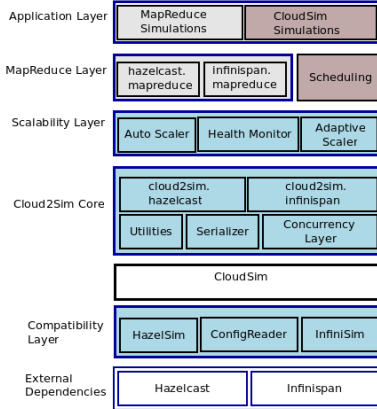 Application Layer
MapReduce
Simulations
CloudSim
Simulations
MapReduce Layer
hazelcast.
mapreduce
infinispan.
mapreduce
Scheduling
Scalability Layer
Auto Scaler
Health Monitor
Adaptive
Scaler
Cloud2Sim Core
cloud2sim.
hazelcast
cloud2sim.
infinispan
Utilities
Serializer
Concurrency
Layer
CloudSim
Compatibility
Layer
HazelSim
ConfigReader
InfiniSim
External
Dependencies
Hazelcast
Infinispan